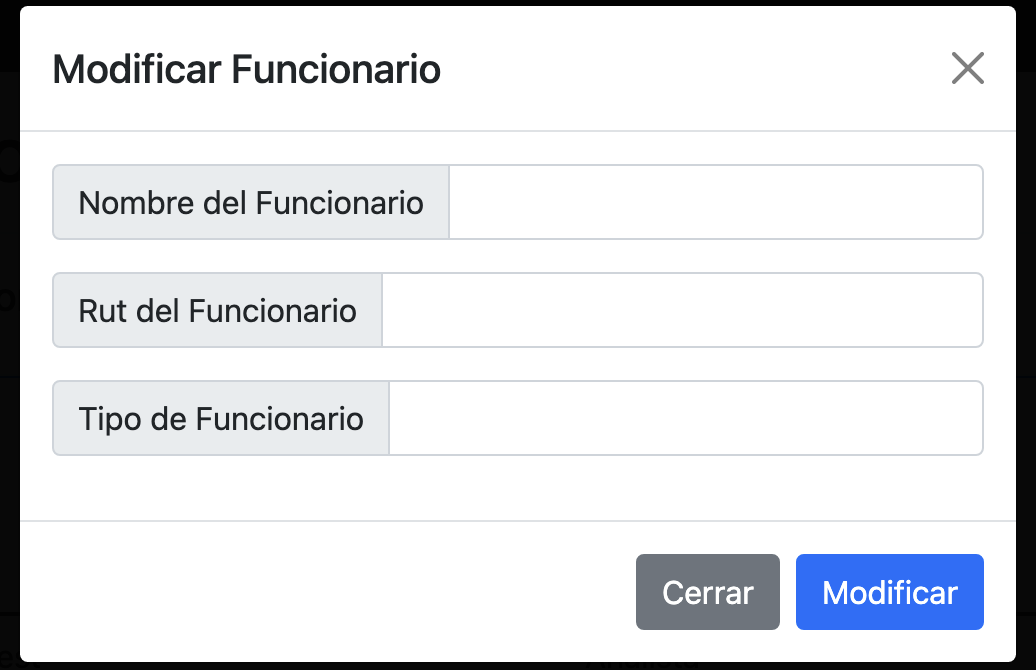 Modificar Funcionario
Nombre del Funcionario
Rut del Funcionario
Tipo de Funcionario
Cerrar
Modificar